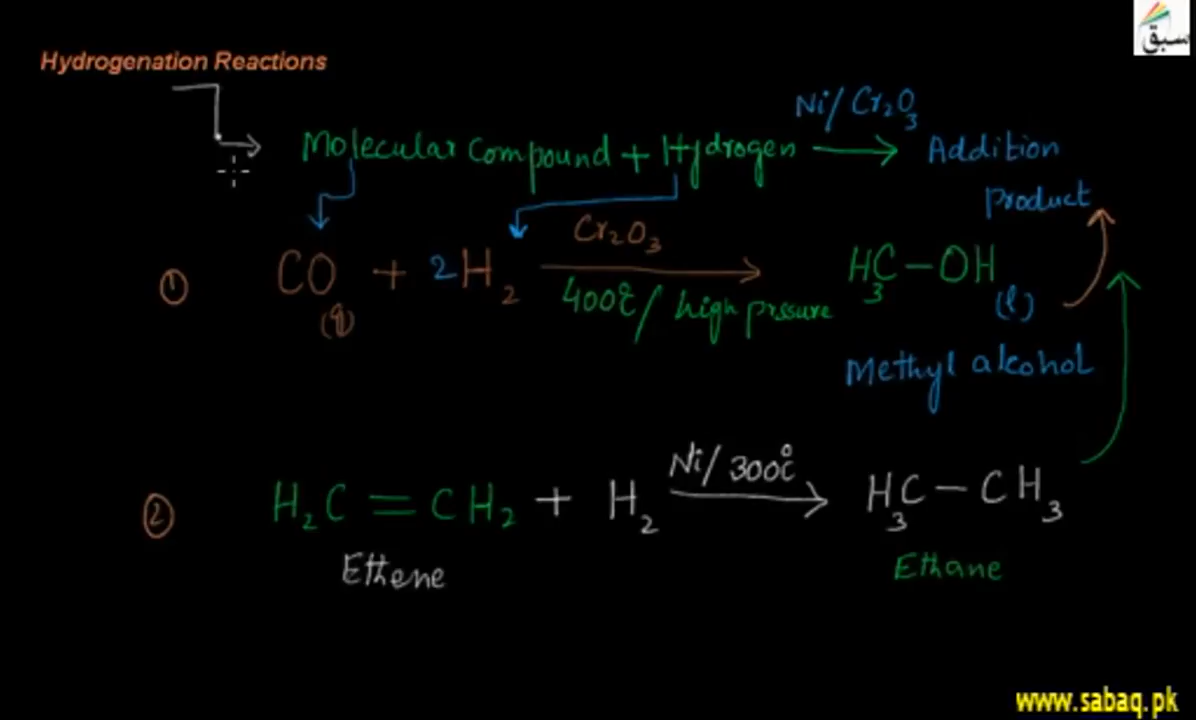 سبق
Hydrogenation Reactions
Ni/Cr₂O₃
Molecular Compound + Hydrogen ⟶ Addition
Product
Cr₂O₃
① CO + 2H₂ ⟶ H₃C–OH
(g) 400°C/high pssure (l)
Methyl alcohol
Ni/300°C
② H₂C=CH₂ + H₂ ⟶ H₃C–CH₃
Ethene Ethane
www.sabaq.pk